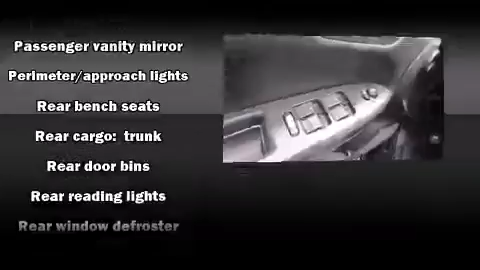 Passenger vanity mirror
Perimeter/approach lights
Rear bench seats
Rear cargo: trunk
Rear door bins
Rear reading lights
Rear window defroster